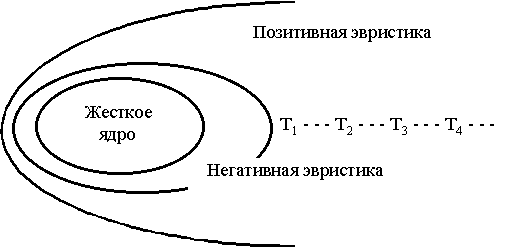 Позитивная эвристика
Жесткое
ядро
T1 - - - T2 - - - T3 - - - T4 - - -
Негативная эвристика